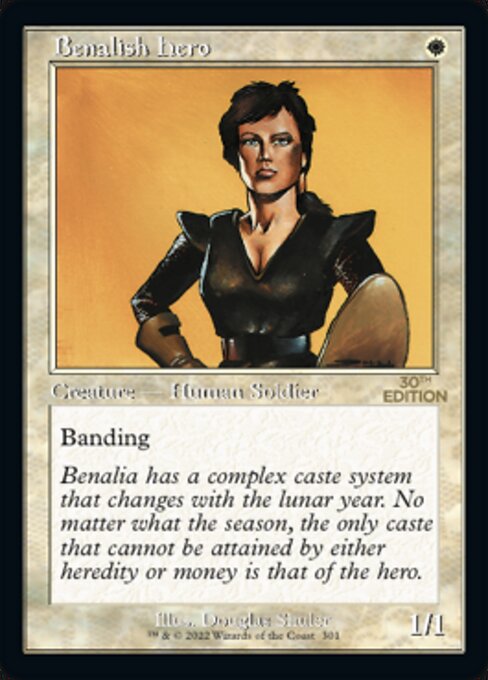 Benalish Hero
30TH
EDITION
Creature — Human Soldier
Banding
Benalia has a complex caste system
that changes with the lunar year. No
matter what the season, the only caste
that cannot be attained by either
heredity or money is that of the hero.
Illus. Douglas Shuler
™ & © 2022 Wizards of the Coast 301
1/1